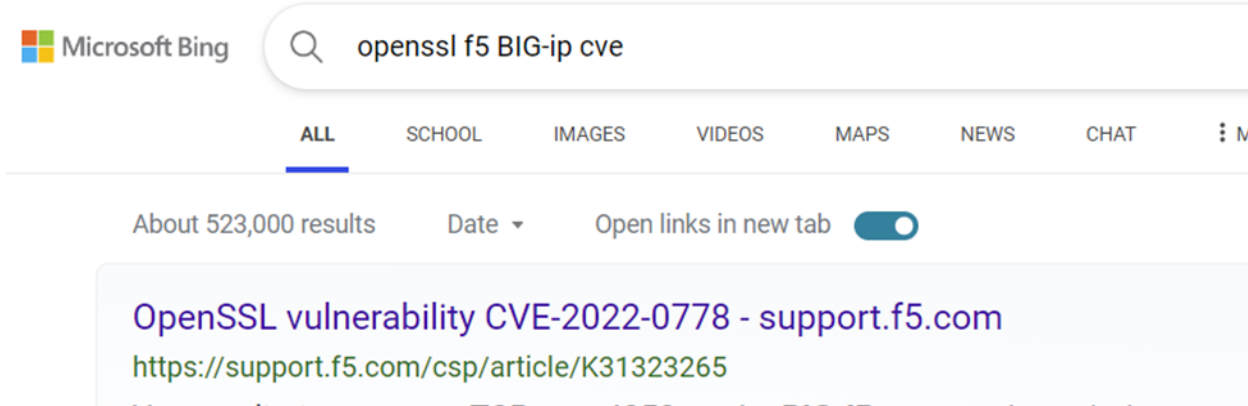 Microsoft Bing openssl f5 BIG-ip cve
ALL SCHOOL IMAGES VIDEOS MAPS NEWS CHAT
About 523,000 results Date Open links in new tab
OpenSSL vulnerability CVE-2022-0778 - support.f5.com
https://support.f5.com/csp/article/K31323265